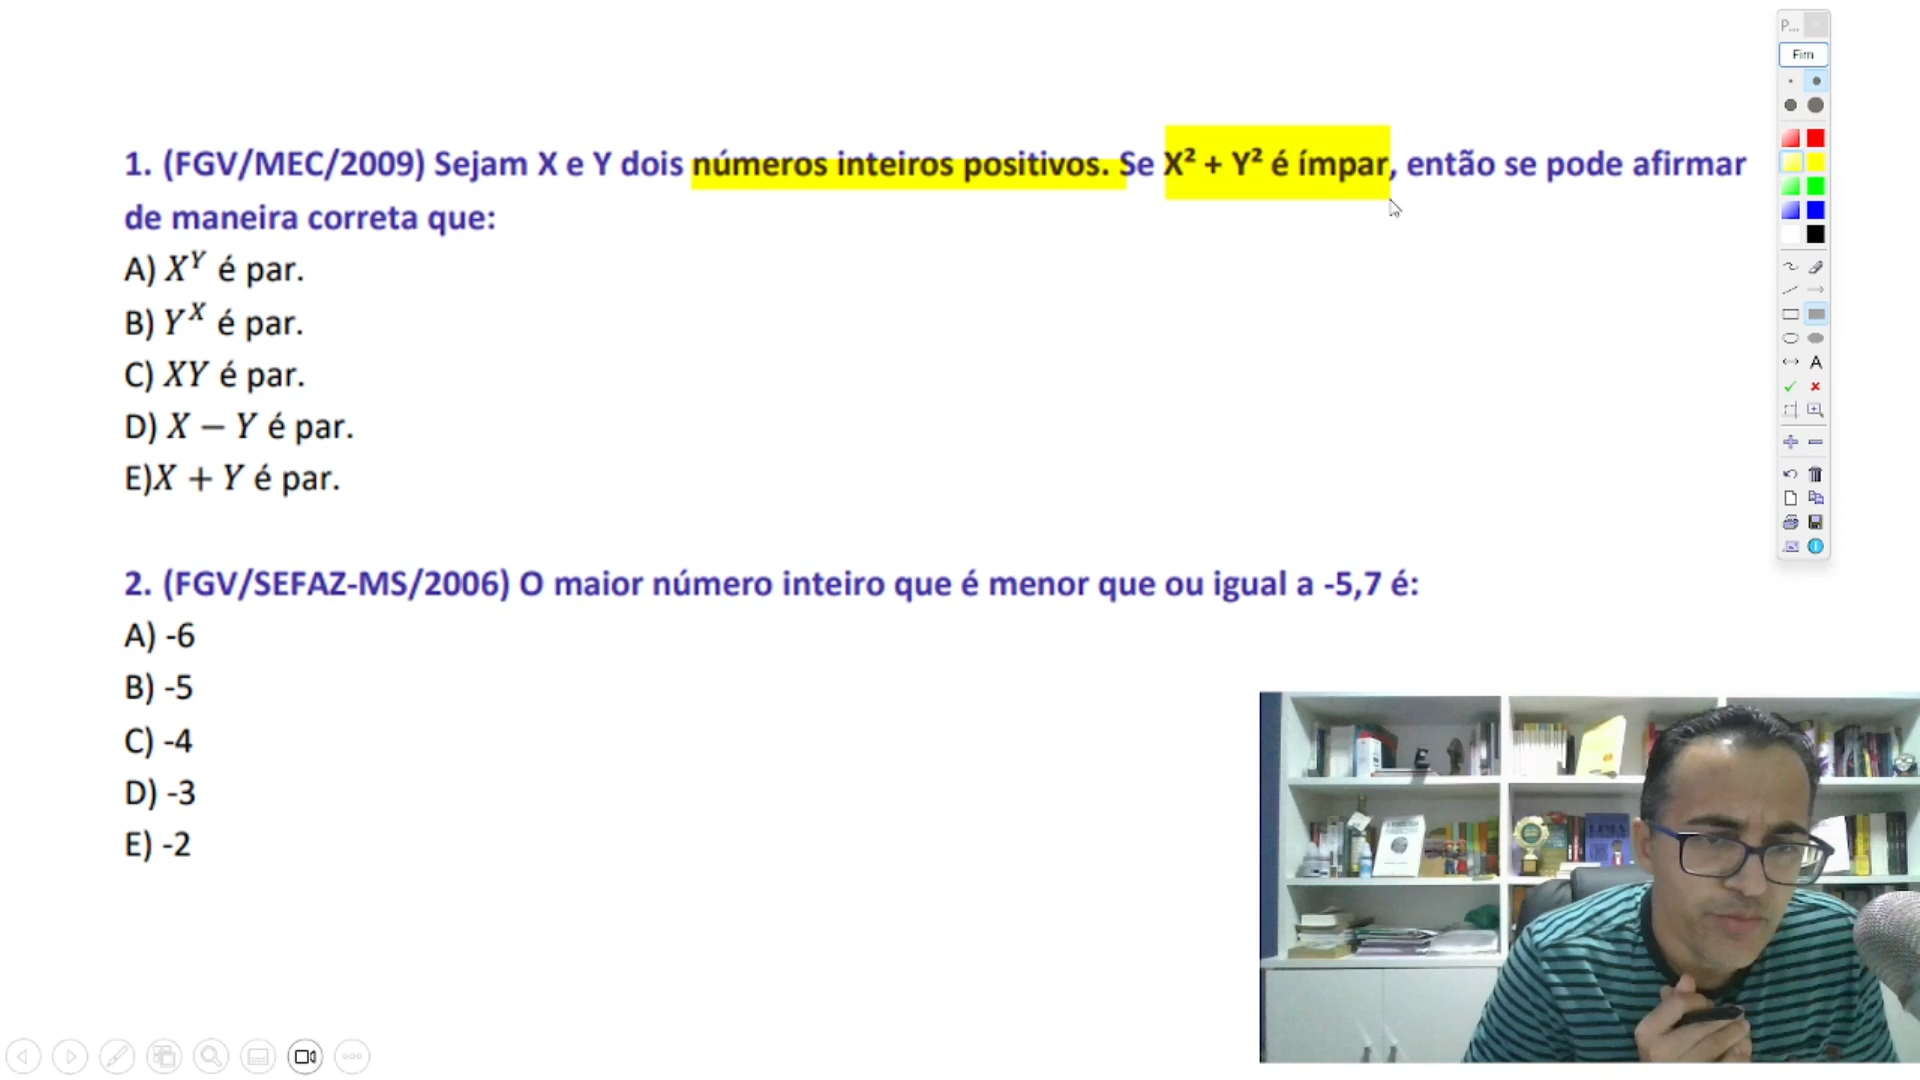 P...
Fim
1. (FGV/MEC/2009) Sejam X e Y dois números inteiros positivos. Se X² + Y² é ímpar, então se pode afirmar
de maneira correta que:
A) X^Y é par.
B) Y^X é par.
C) XY é par.
D) X − Y é par.
E)X + Y é par.
2. (FGV/SEFAZ-MS/2006) O maior número inteiro que é menor que ou igual a -5,7 é:
A) -6
B) -5
C) -4
D) -3
E) -2
A